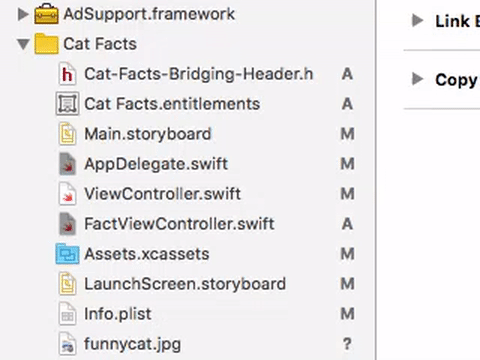 AdSupport.framework
Cat Facts
Cat-Facts-Bridging-Header.h A
Cat Facts.entitlements A
Main.storyboard M
AppDelegate.swift M
ViewController.swift M
FactViewController.swift A
Assets.xcassets M
LaunchScreen.storyboard M
Info.plist M
funnycat.jpg ?
Link B
Copy